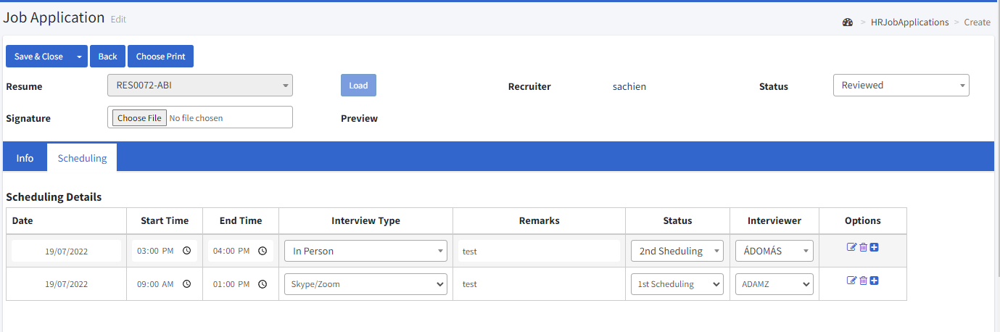 Job Application Edit
> HRJobApplications > Create
Save & Close Back Choose Print
Resume RES0072-ABI Load Recruiter sachien Status Reviewed
Signature Choose File No file chosen Preview
Info Scheduling
Scheduling Details
Date Start Time End Time Interview Type Remarks Status Interviewer Options
19/07/2022 03:00 PM 04:00 PM In Person test 2nd Sheduling ÁDOMÁS
19/07/2022 09:00 AM 01:00 PM Skype/Zoom test 1st Scheduling ADAMZ